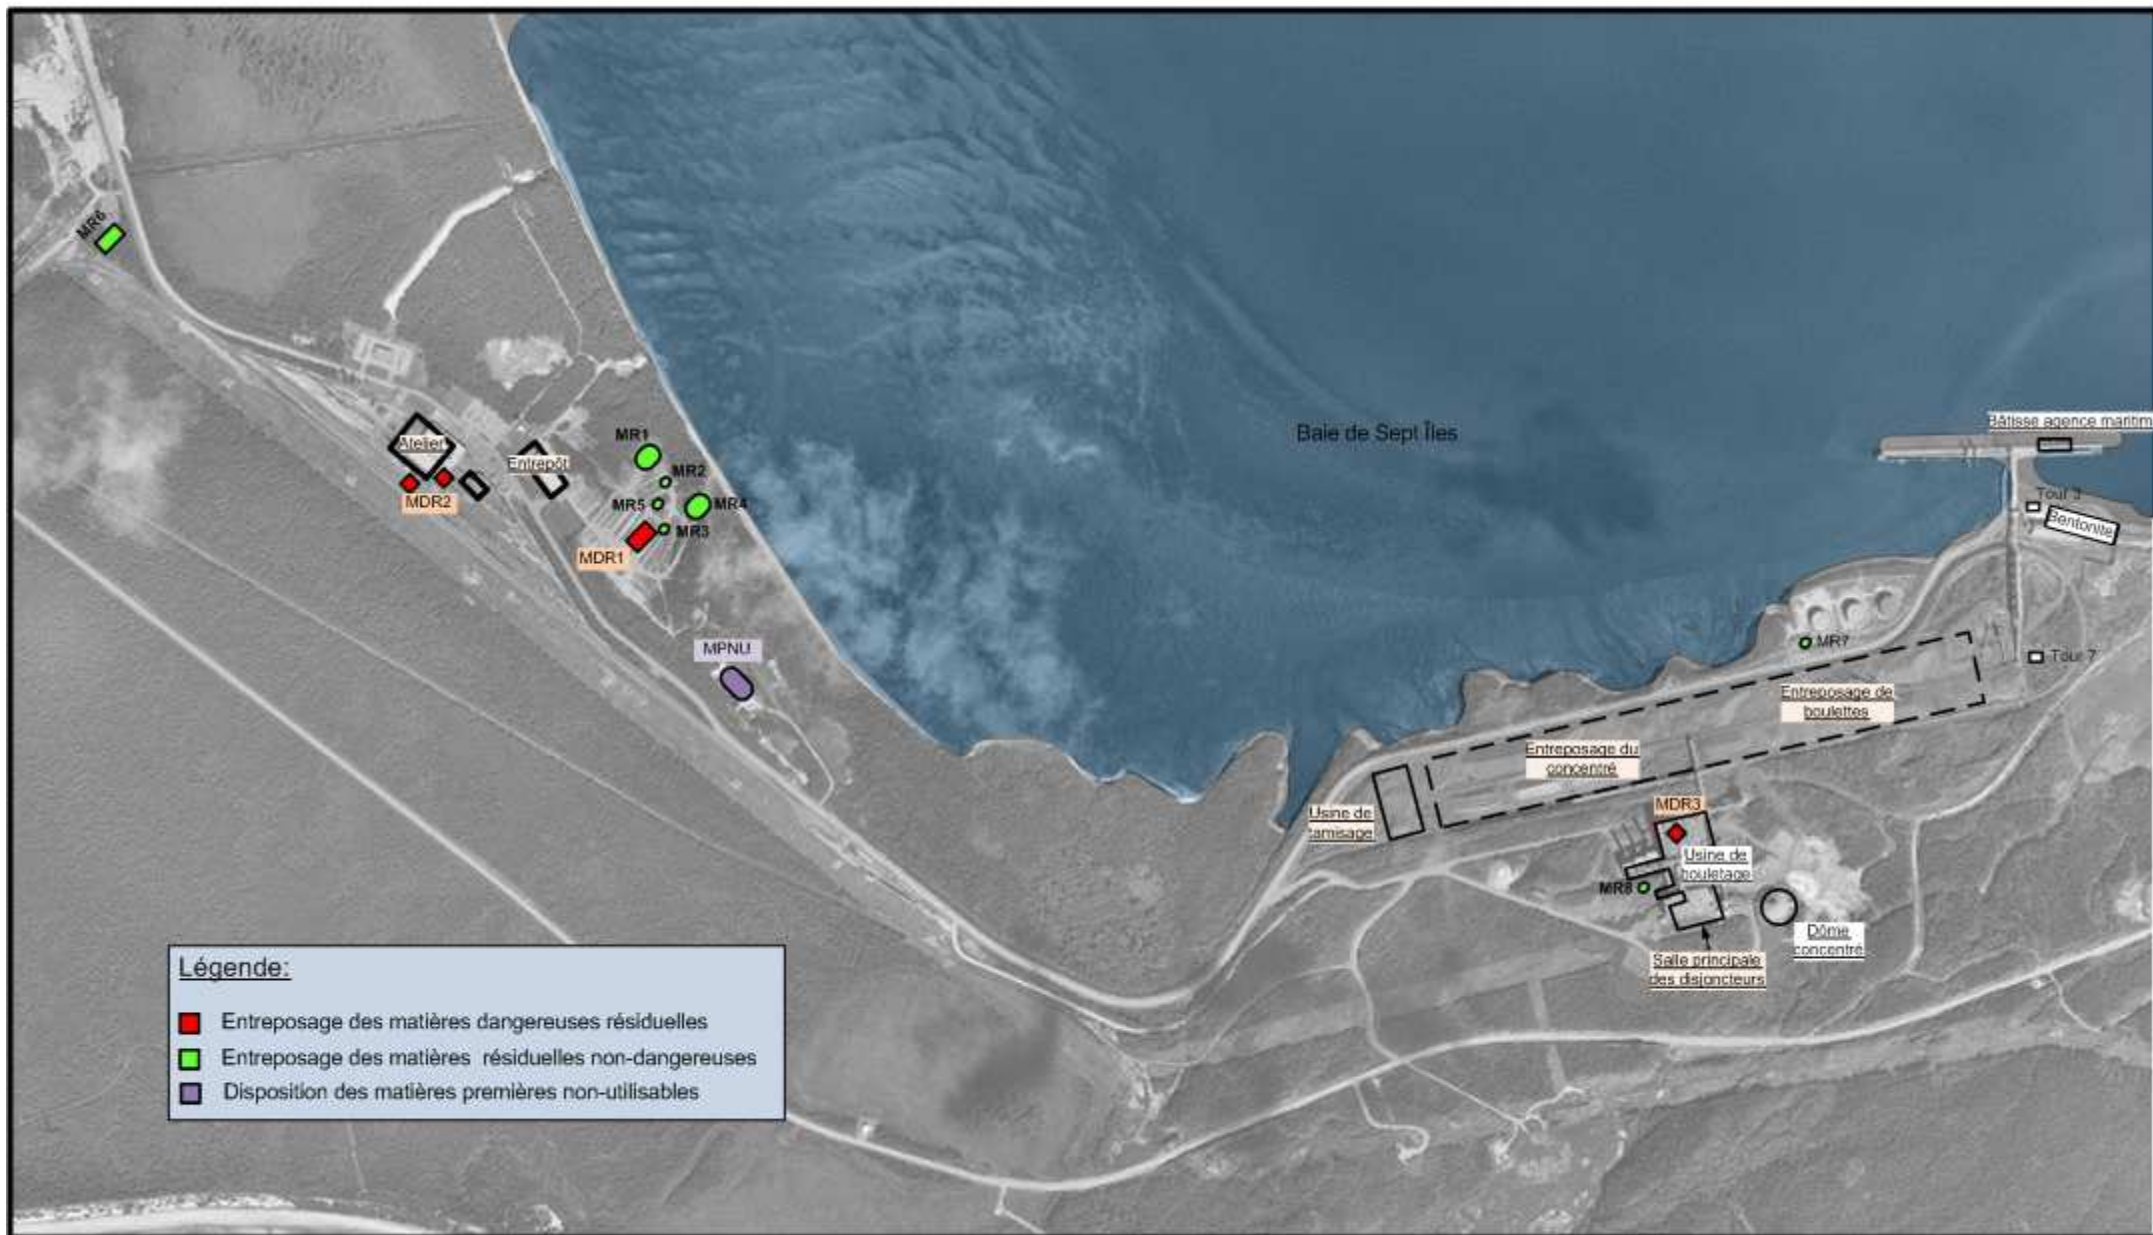 MR6
Bâtisse agence maritim
Baie de Sept Îles
MR1
Atelier
Entrepôt
MR2
MDR2
MR5
MR4
MR3
MDR1
Tour 3
Bentonite
MPNU
MR7
Tour 7
Entreposage de
boulettes
Entreposage du
concentré
Usine de
tamisage
MDR3
Usine de
bouletage
MR8
Dôme
concentré
Salle principale
des disjoncteurs
Légende:
Entreposage des matières dangereuses résiduelles
Entreposage des matières résiduelles non-dangereuses
Disposition des matières premières non-utilisables